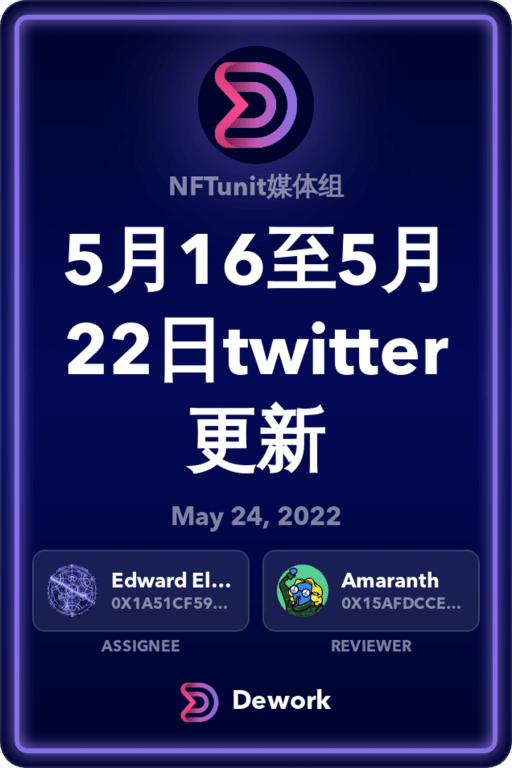 NFTunit媒体组
5月16至5月
22日twitter
更新
May 24, 2022
Edward El...
0X1A51CF59...
ASSIGNEE
Amaranth
0X15AFDCCE...
REVIEWER
Dework